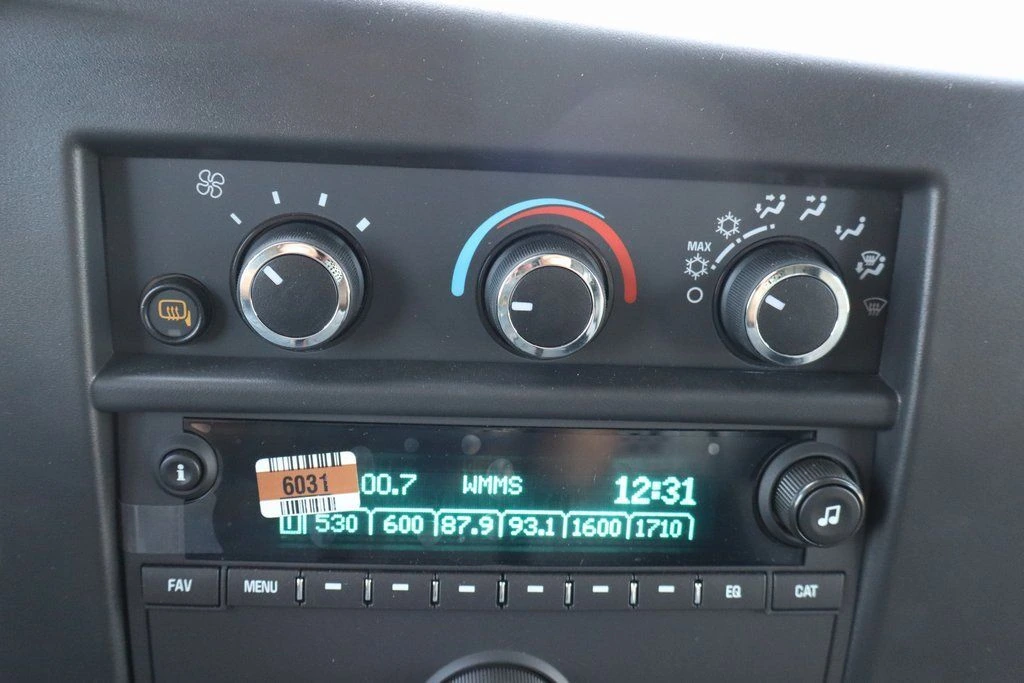 MAX
i
6031
00.7 WMMS 12:31
530 600 87.9 93.1 1600 1710
FAV MENU EQ CAT